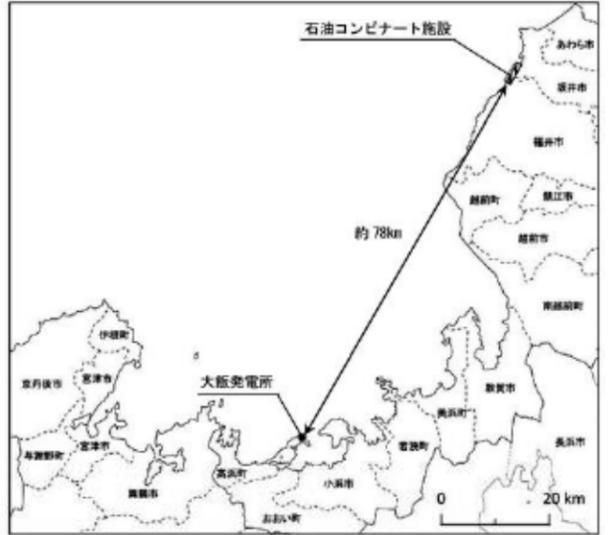 石油コンビナート施設
あわら市
坂井市
福井市
越前町
鯖江市
越前市
約 78km
南越前町
伊根町
京丹後市
宮津市
大飯発電所
敦賀市
美浜町
長浜市
与謝野町
宮津市
若狭町
高浜町
小浜市
舞鶴市
おおい町
0
20 km